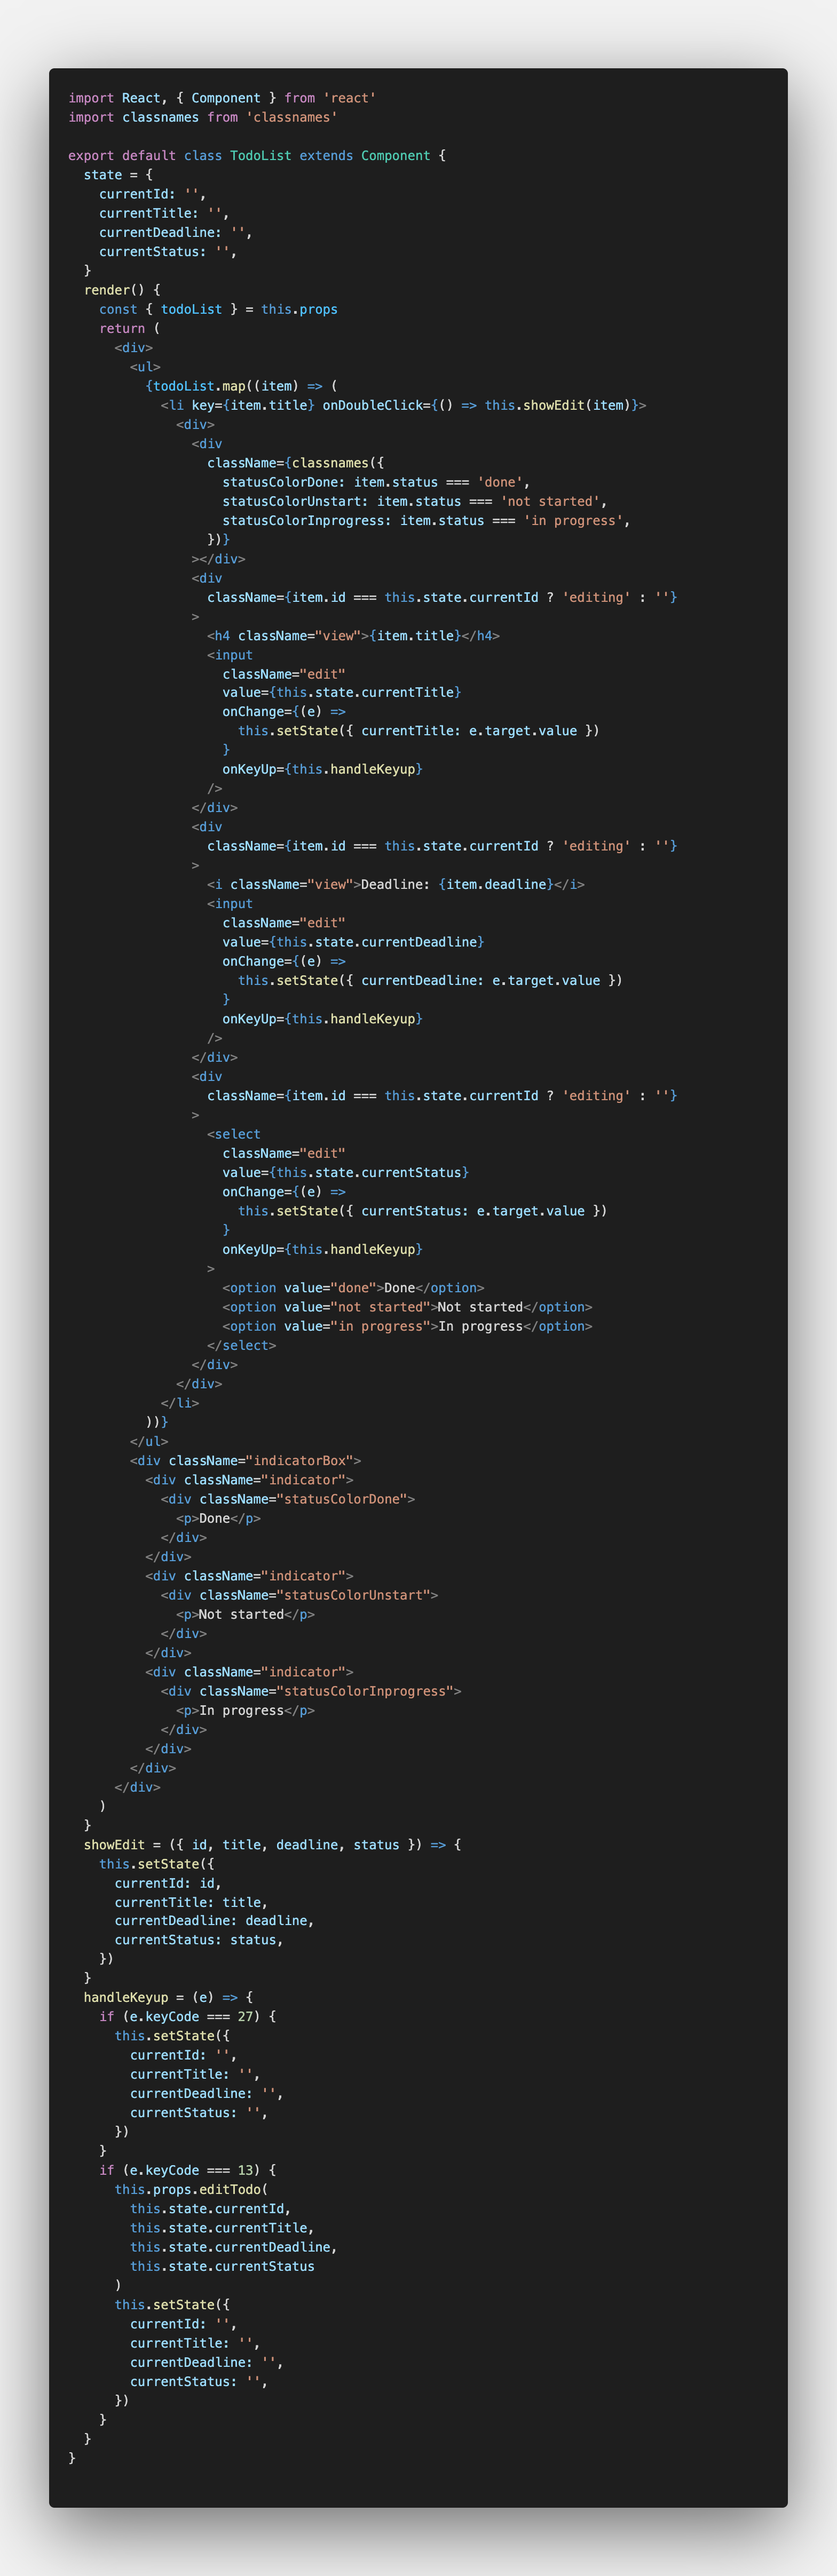 import React, { Component } from 'react'
import classnames from 'classnames'

export default class TodoList extends Component {
  state = {
    currentId: '',
    currentTitle: '',
    currentDeadline: '',
    currentStatus: '',
  }
  render() {
    const { todoList } = this.props
    return (
      <div>
        <ul>
          {todoList.map((item) => (
            <li key={item.title} onDoubleClick={() => this.showEdit(item)}>
              <div>
                <div
                  className={classnames({
                    statusColorDone: item.status === 'done',
                    statusColorUnstart: item.status === 'not started',
                    statusColorInprogress: item.status === 'in progress',
                  })}
                ></div>
                <div
                  className={item.id === this.state.currentId ? 'editing' : ''}
                >
                  <h4 className="view">{item.title}</h4>
                  <input
                    className="edit"
                    value={this.state.currentTitle}
                    onChange={(e) =>
                      this.setState({ currentTitle: e.target.value })
                    }
                    onKeyUp={this.handleKeyup}
                  />
                </div>
                <div
                  className={item.id === this.state.currentId ? 'editing' : ''}
                >
                  <i className="view">Deadline: {item.deadline}</i>
                  <input
                    className="edit"
                    value={this.state.currentDeadline}
                    onChange={(e) =>
                      this.setState({ currentDeadline: e.target.value })
                    }
                    onKeyUp={this.handleKeyup}
                  />
                </div>
                <div
                  className={item.id === this.state.currentId ? 'editing' : ''}
                >
                  <select
                    className="edit"
                    value={this.state.currentStatus}
                    onChange={(e) =>
                      this.setState({ currentStatus: e.target.value })
                    }
                    onKeyUp={this.handleKeyup}
                  >
                    <option value="done">Done</option>
                    <option value="not started">Not started</option>
                    <option value="in progress">In progress</option>
                  </select>
                </div>
              </div>
            </li>
          ))}
        </ul>
        <div className="indicatorBox">
          <div className="indicator">
            <div className="statusColorDone">
              <p>Done</p>
            </div>
          </div>
          <div className="indicator">
            <div className="statusColorUnstart">
              <p>Not started</p>
            </div>
          </div>
          <div className="indicator">
            <div className="statusColorInprogress">
              <p>In progress</p>
            </div>
          </div>
        </div>
      </div>
    )
  }
  showEdit = ({ id, title, deadline, status }) => {
    this.setState({
      currentId: id,
      currentTitle: title,
      currentDeadline: deadline,
      currentStatus: status,
    })
  }
  handleKeyup = (e) => {
    if (e.keyCode === 27) {
      this.setState({
        currentId: '',
        currentTitle: '',
        currentDeadline: '',
        currentStatus: '',
      })
    }
    if (e.keyCode === 13) {
      this.props.editTodo(
        this.state.currentId,
        this.state.currentTitle,
        this.state.currentDeadline,
        this.state.currentStatus
      )
      this.setState({
        currentId: '',
        currentTitle: '',
        currentDeadline: '',
        currentStatus: '',
      })
    }
  }
}